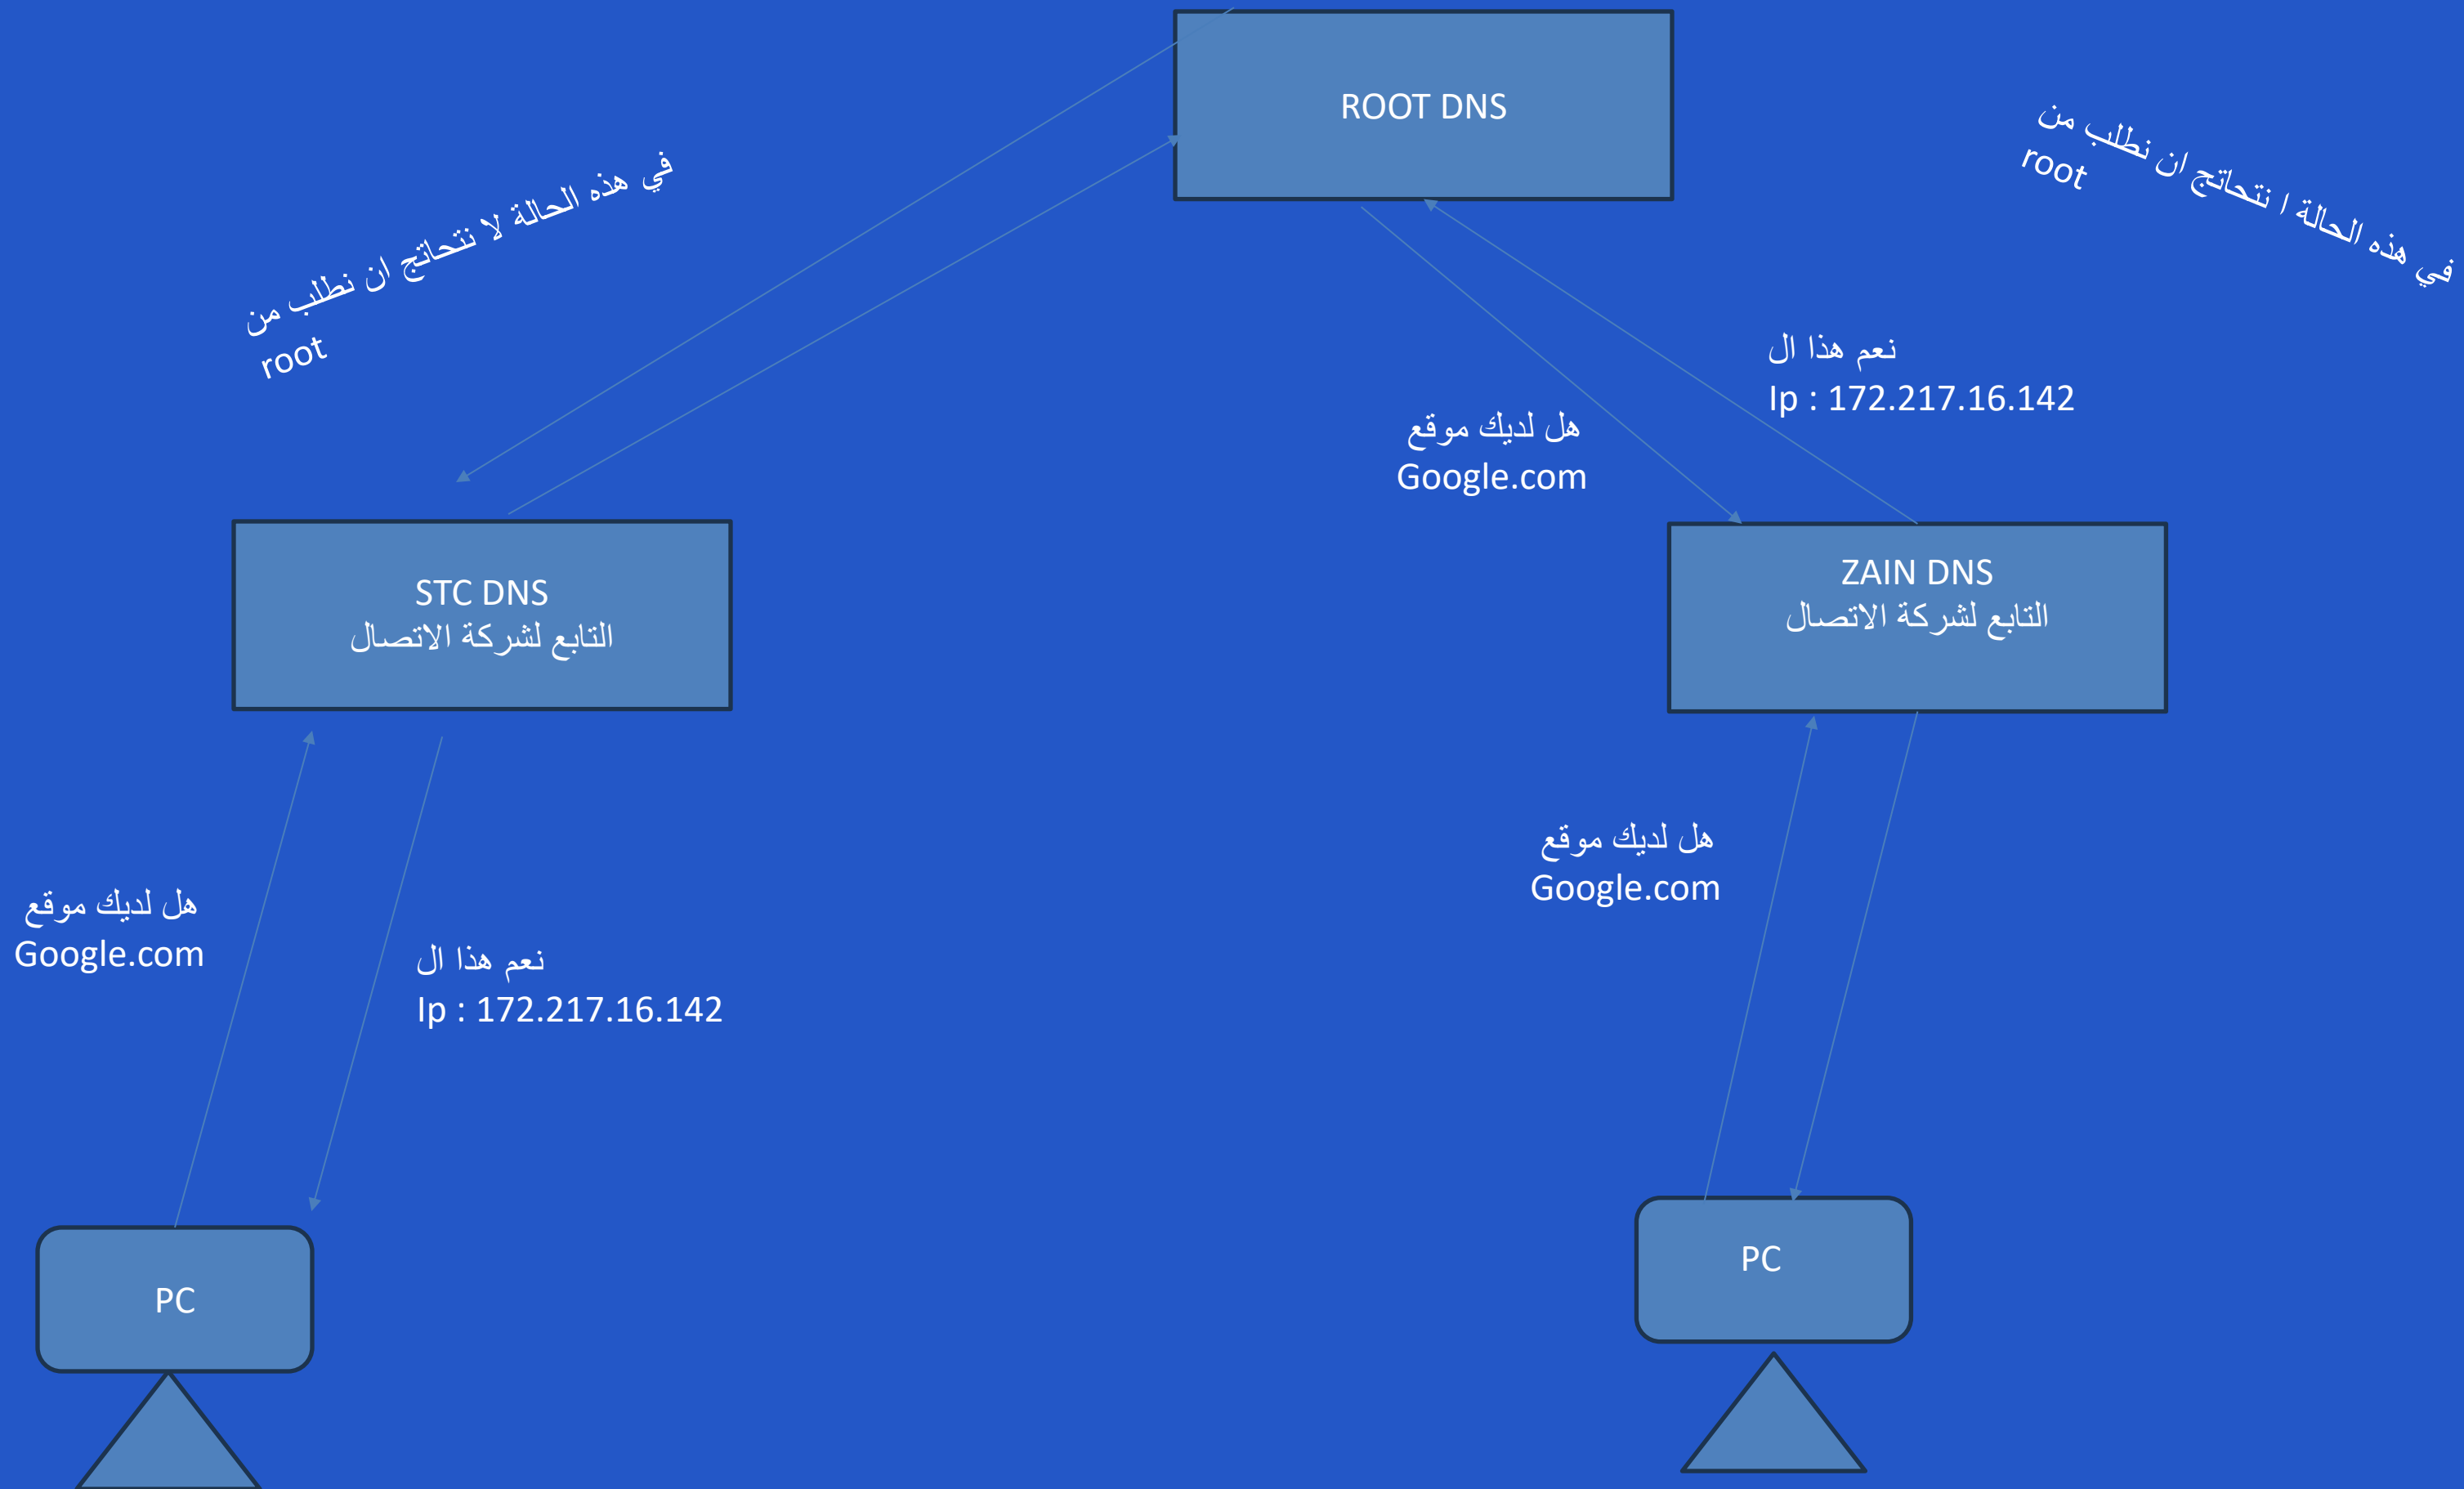 ROOT DNS
في هذه الحالة لا نتحاتج ان نطلب من
root
في هذه الحالة ا نتحاتج ان نطلب من
root
نعم هذا ال
Ip : 172.217.16.142
هل لديك موقع
Google.com
STC DNS
التابع لشركة الاتصال
ZAIN DNS
التابع لشركة الاتصال
هل لديك موقع
Google.com
نعم هذا ال
Ip : 172.217.16.142
هل لديك موقع
Google.com
PC
PC